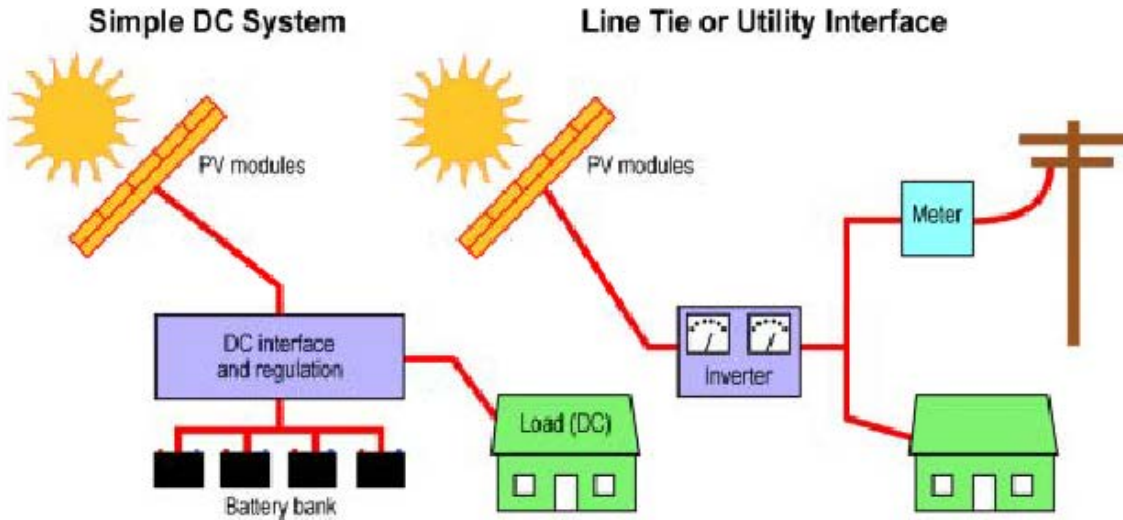 Simple DC System
Line Tie or Utility Interface
PV modules
PV modules
Meter
DC interface
and regulation
Inverter
Load (DC)
Battery bank